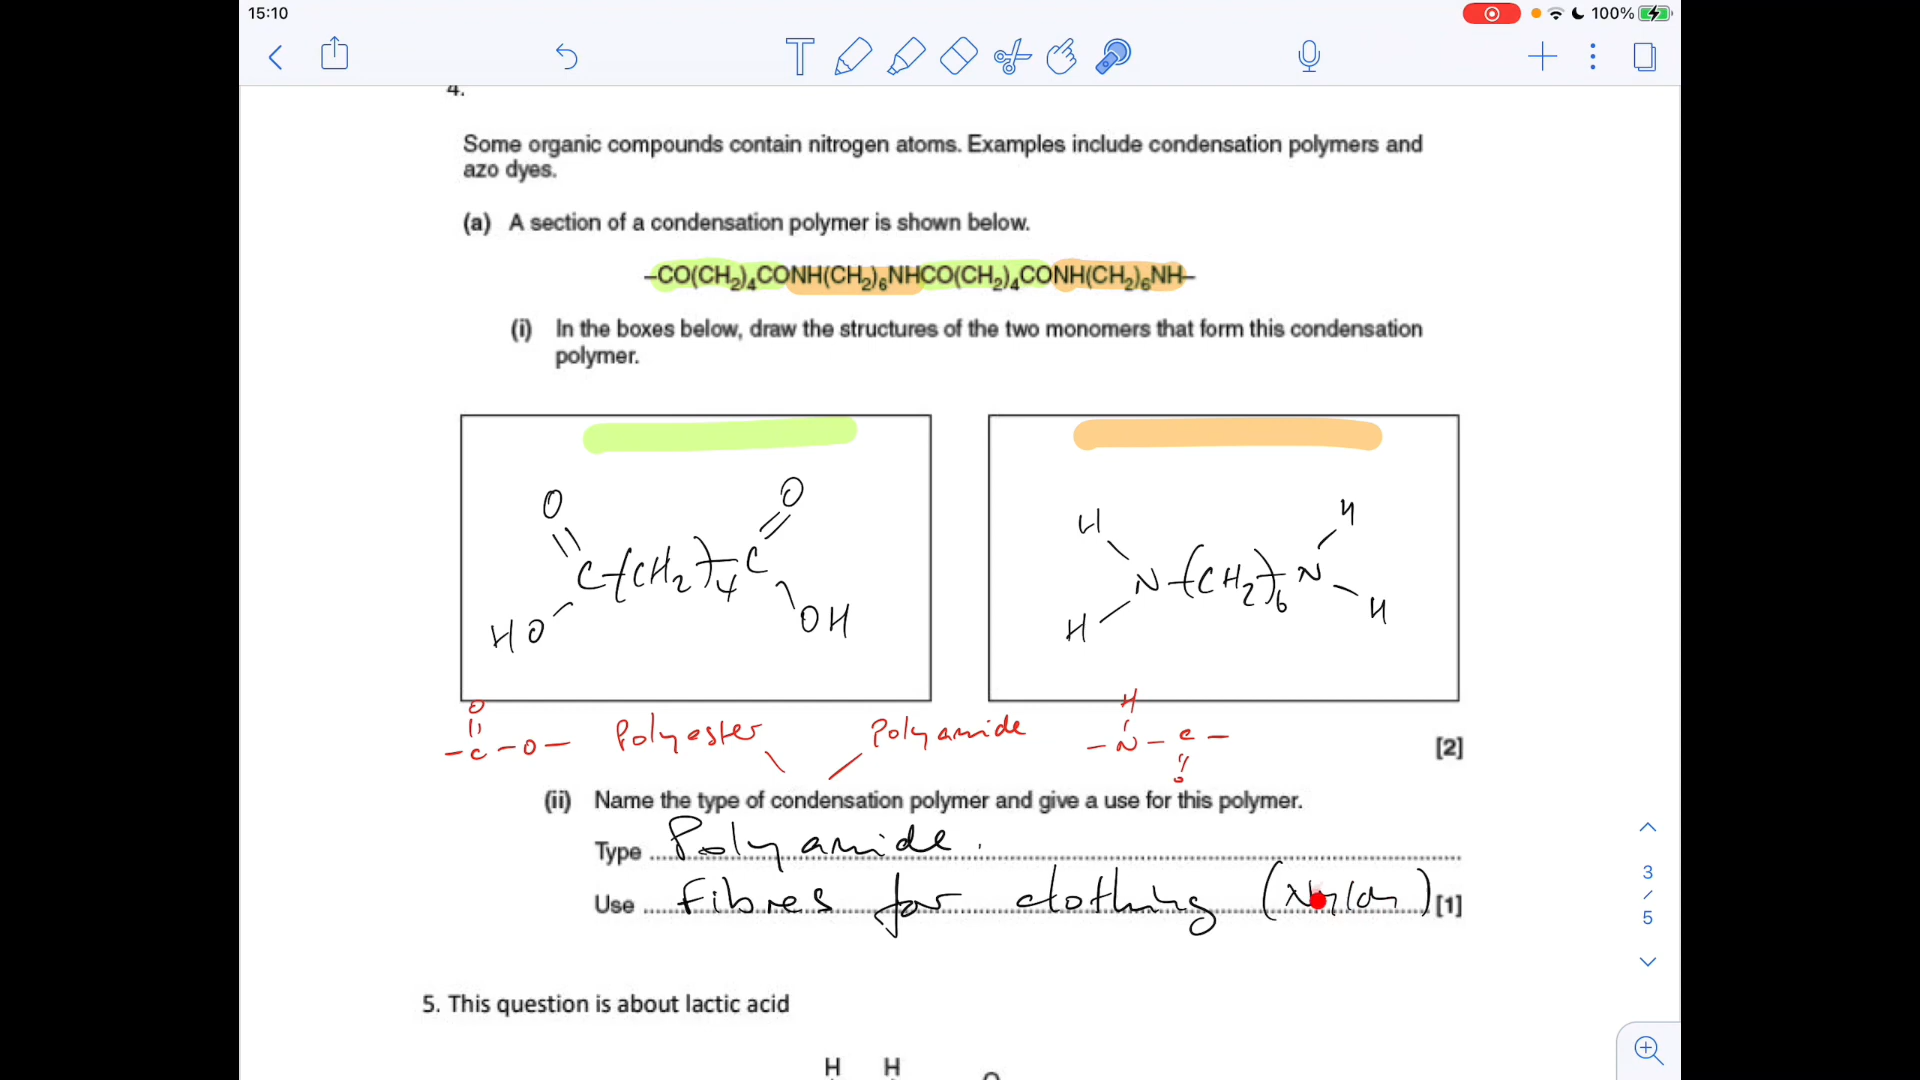 15:10
100%
T
4.
Some organic compounds contain nitrogen atoms. Examples include condensation polymers and
azo dyes.
(a) A section of a condensation polymer is shown below.
–CO(CH₂)₄CONH(CH₂)₆NHCO(CH₂)₄CONH(CH₂)₆NH–
(i) In the boxes below, draw the structures of the two monomers that form this condensation
polymer.
O O
C-(CH₂)₄-C
HO OH
H H
N-(CH₂)₆-N
H H
O
-C-O- Polyester Polyamide
H
-N-C-
O
[2]
(ii) Name the type of condensation polymer and give a use for this polymer.
Type Polyamide.
Use Fibres for clothing (Nylon) [1]
3
/
5
5. This question is about lactic acid
H H
O